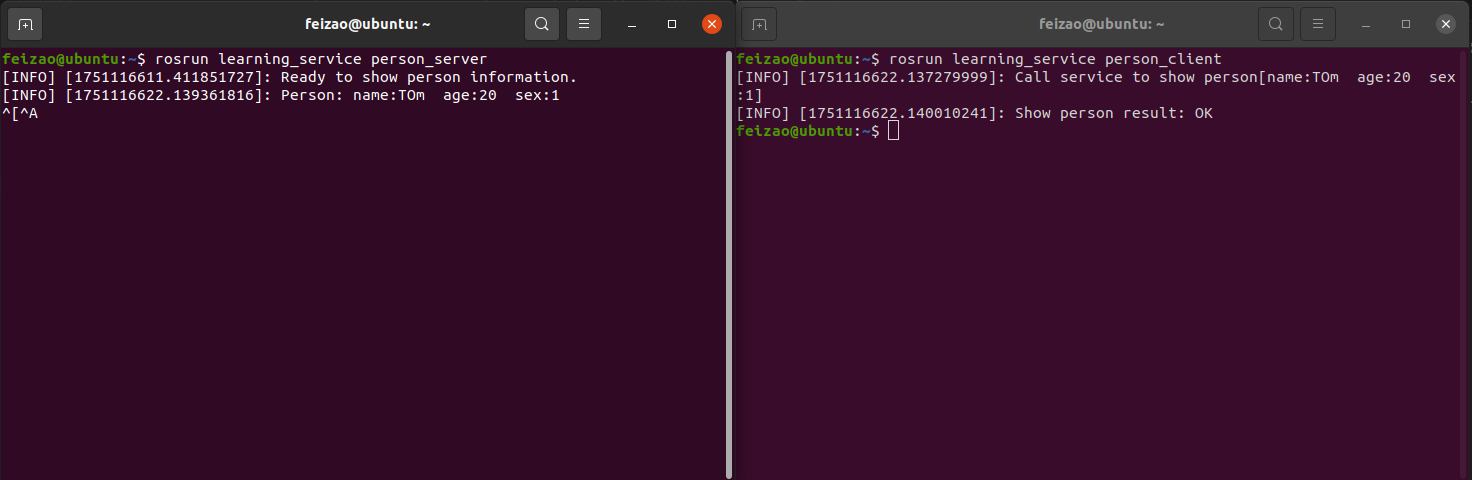 feizao@ubuntu: ~
feizao@ubuntu:~$ rosrun learning_service person_server
[INFO] [1751116611.411851727]: Ready to show person information.
[INFO] [1751116622.139361816]: Person: name:TOm  age:20  sex:1
^[^A
feizao@ubuntu: ~
feizao@ubuntu:~$ rosrun learning_service person_client
[INFO] [1751116622.137279999]: Call service to show person[name:TOm  age:20  sex
:1]
[INFO] [1751116622.140010241]: Show person result: OK
feizao@ubuntu:~$